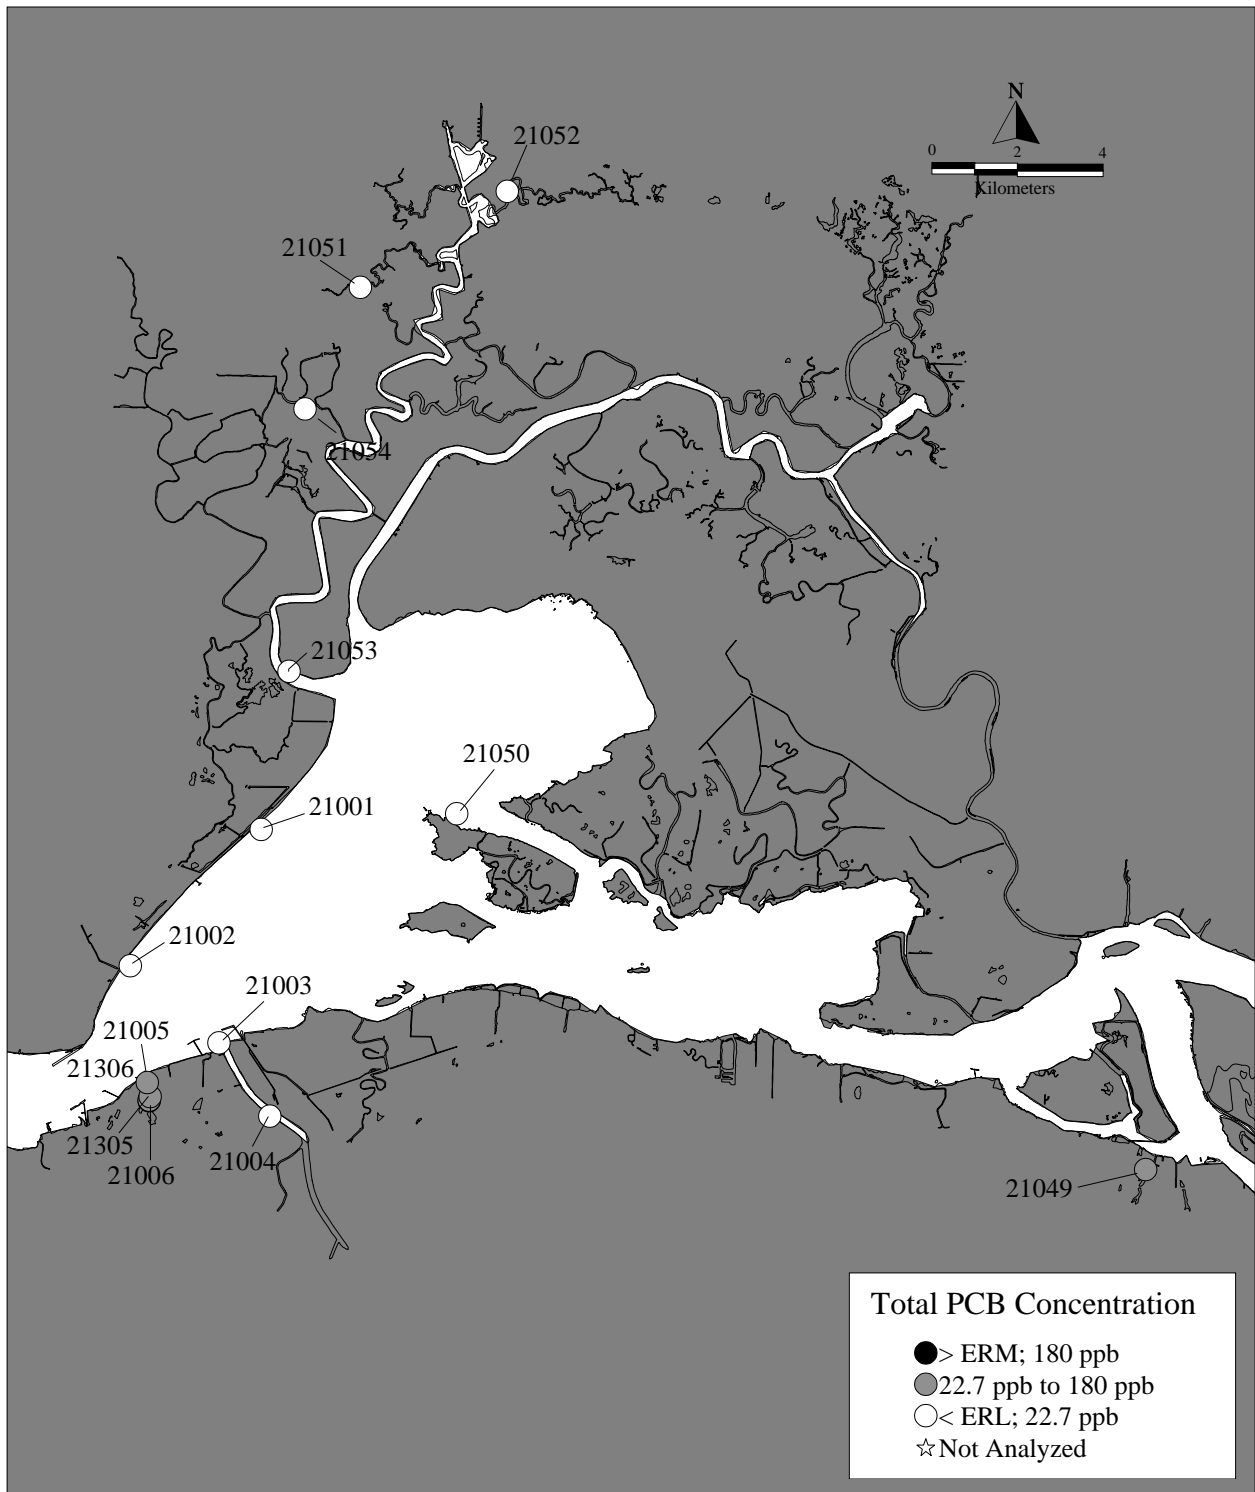 N
0 2 4
Kilometers
21052
21051
21054
21053
21050
21001
21002
21003
21005
21306
21305
21006
21004
21049
Total PCB Concentration
> ERM; 180 ppb
22.7 ppb to 180 ppb
< ERL; 22.7 ppb
Not Analyzed